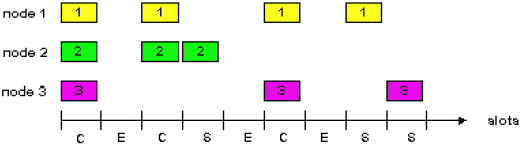 node 1 1 1 1 1
node 2 2 2 2
node 3 3 3 3
slots
C E C S E C E S S